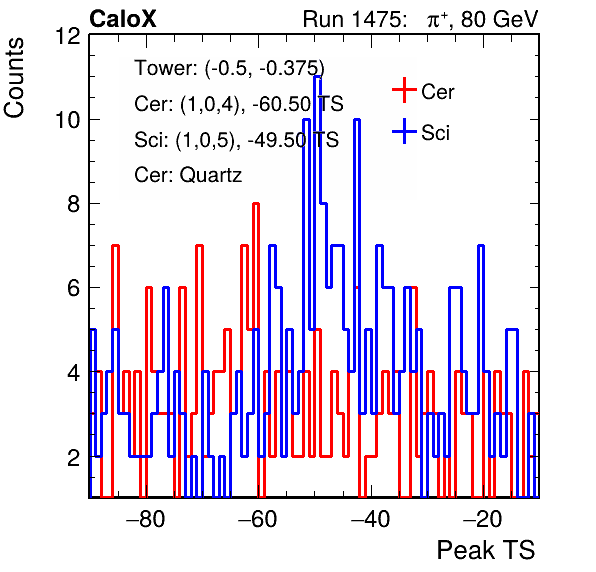 CaloX Run 1475: π⁺, 80 GeV
Counts
12
10
8
6
4
2
Tower: (-0.5, -0.375)
Cer: (1,0,4), -60.50 TS
Sci: (1,0,5), -49.50 TS
Cer: Quartz
Cer
Sci
−80 −60 −40 −20
Peak TS